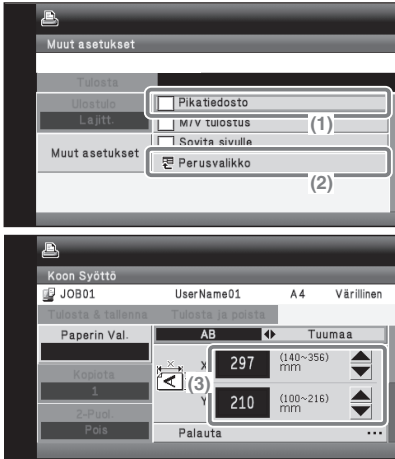 Muut asetukset
Tulosta
Ulostulo
Lajitt.
Muut asetukset
Pikatiedosto
(1)
M/V tulostus
Sovita sivulle
Perusvalikko
(2)
Koon Syöttö
JOB01 UserName01 A4 Värillinen
Tulosta & tallenna Tulosta ja poista
Paperin Val.
Kopiota
1
2-Puol.
Pois
AB Tuumaa
X 297 (140~356) mm
(3)
Y 210 (100~216) mm
Palauta ...